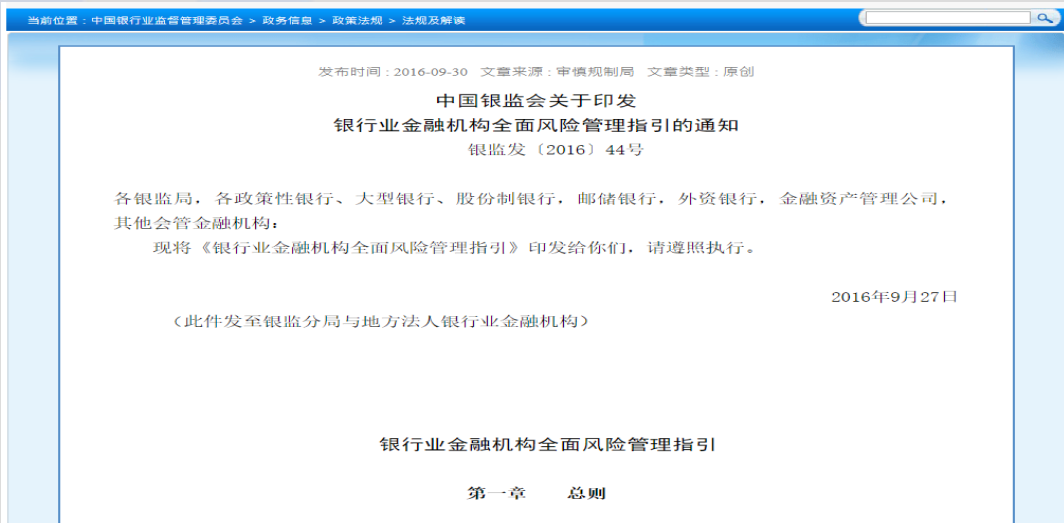 当前位置：中国银行业监督管理委员会 > 政务信息 > 政策法规 > 法规及解读
发布时间：2016-09-30 文章来源：审慎规制局 文章类型：原创
中国银监会关于印发
银行业金融机构全面风险管理指引的通知
银监发〔2016〕44号
各银监局，各政策性银行、大型银行、股份制银行，邮储银行，外资银行，金融资产管理公司，
其他会管金融机构：
现将《银行业金融机构全面风险管理指引》印发给你们，请遵照执行。
2016年9月27日
（此件发至银监分局与地方法人银行业金融机构）
银行业金融机构全面风险管理指引
第一章 总则